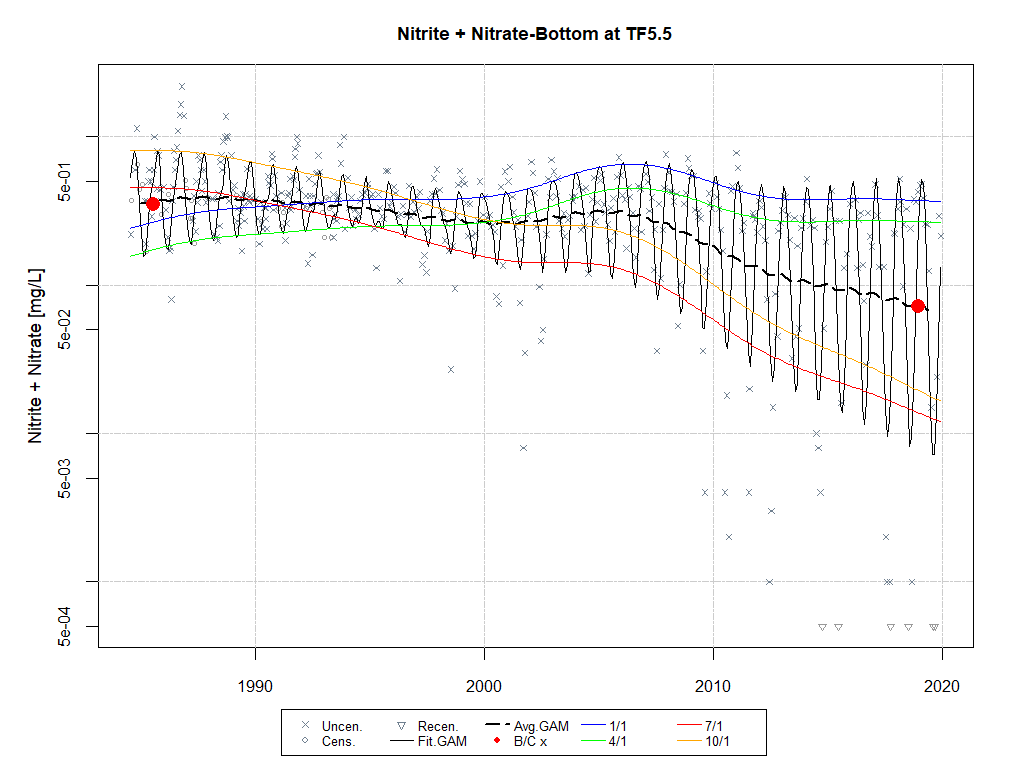 Nitrite + Nitrate-Bottom at TF5.5
Nitrite + Nitrate [mg/L]
5e-01
5e-02
5e-03
5e-04
1990 2000 2010 2020
Uncen. Recen. Avg.GAM 1/1 7/1
Cens. Fit.GAM B/C x 4/1 10/1